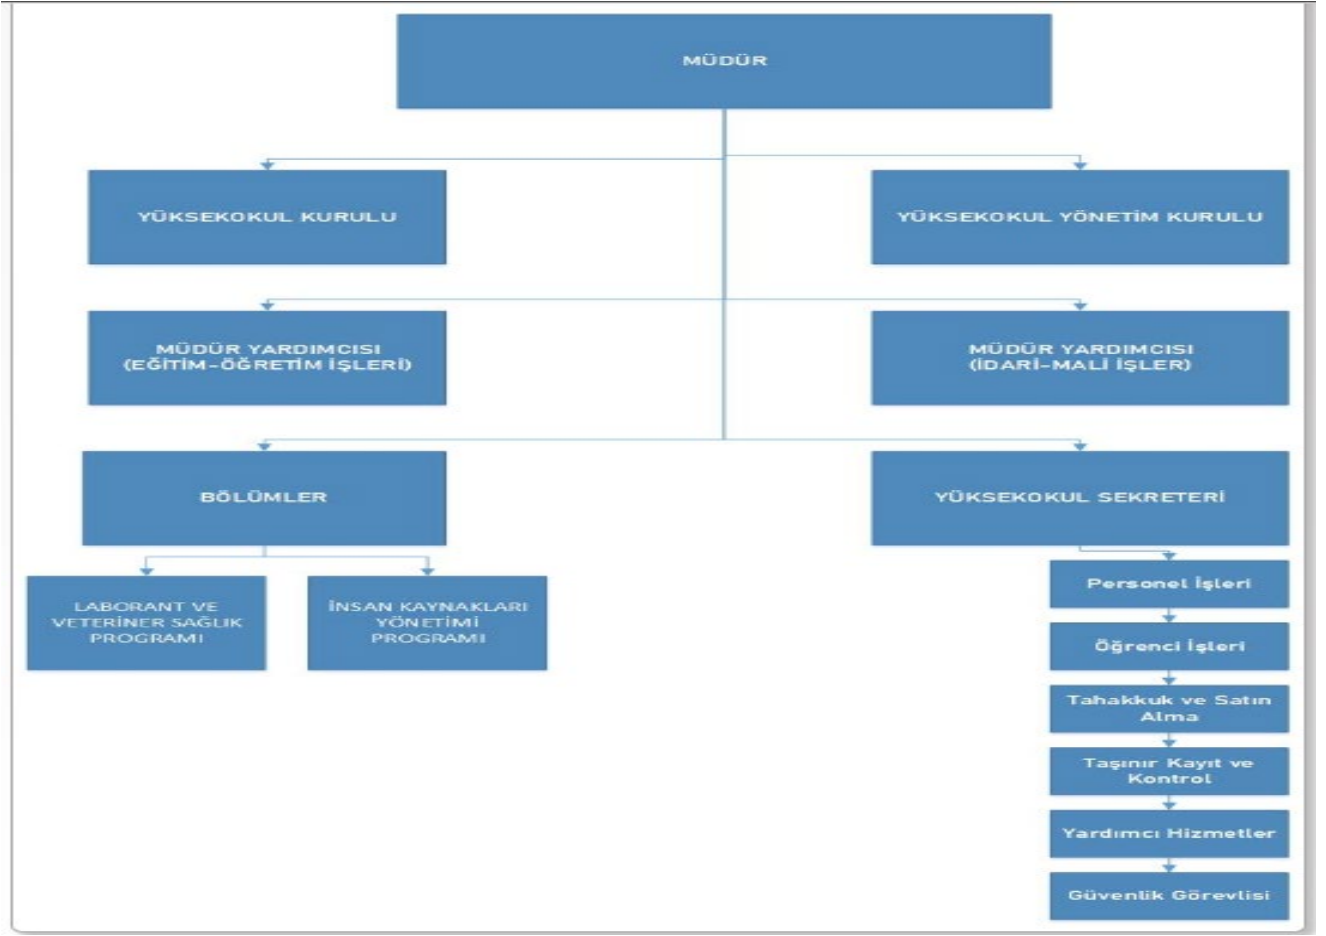 MÜDÜR
YÜKSEKOKUL KURULU
YÜKSEKOKUL YÖNETİM KURULU
MÜDÜR YARDIMCISI
(EĞİTİM-ÖĞRETİM İŞLERİ)
MÜDÜR YARDIMCISI
(İDARİ-MALİ İŞLER)
BÖLÜMLER
YÜKSEKOKUL SEKRETERİ
LABORANT VE
VETERİNER SAĞLIK
PROGRAMI
İNSAN KAYNAKLARI
YÖNETİMİ
PROGRAMI
Personel İşleri
Öğrenci İşleri
Tahakkuk ve Satın
Alma
Taşınır Kayıt ve
Kontrol
Yardımcı Hizmetler
Güvenlik Görevlisi